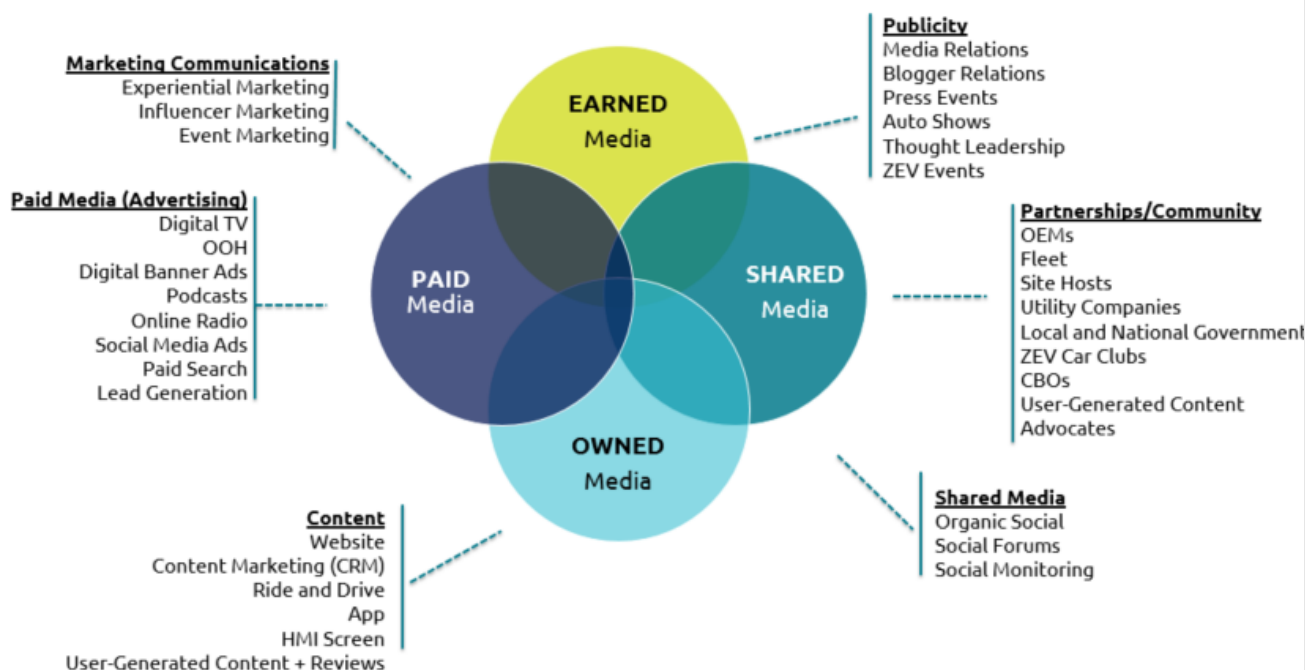 Marketing Communications
Experiential Marketing
Influencer Marketing
Event Marketing
Paid Media (Advertising)
Digital TV
OOH
Digital Banner Ads
Podcasts
Online Radio
Social Media Ads
Paid Search
Lead Generation
Content
Website
Content Marketing (CRM)
Ride and Drive
App
HMI Screen
User-Generated Content + Reviews
EARNED
Media
PAID
Media
SHARED
Media
OWNED
Media
Publicity
Media Relations
Blogger Relations
Press Events
Auto Shows
Thought Leadership
ZEV Events
Partnerships/Community
OEMs
Fleet
Site Hosts
Utility Companies
Local and National Government
ZEV Car Clubs
CBOs
User-Generated Content
Advocates
Shared Media
Organic Social
Social Forums
Social Monitoring